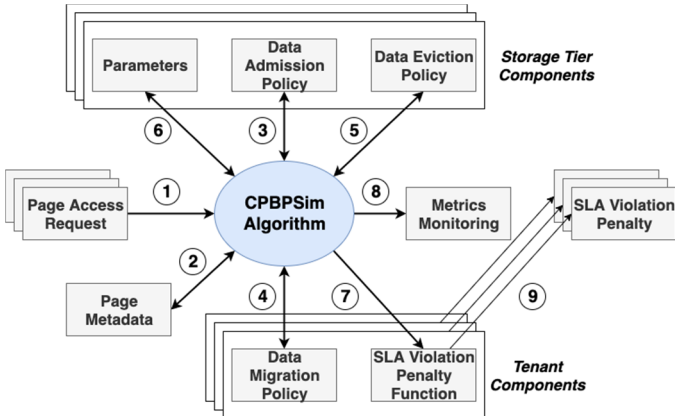 Parameters
Data
Admission
Policy
Data Eviction
Policy
Storage Tier
Components
6
3
5
1
Page Access
Request
CPBPSim
Algorithm
8
Metrics
Monitoring
SLA Violation
Penalty
2
Page
Metadata
4
7
9
Data
Migration
Policy
SLA Violation
Penalty
Function
Tenant
Components